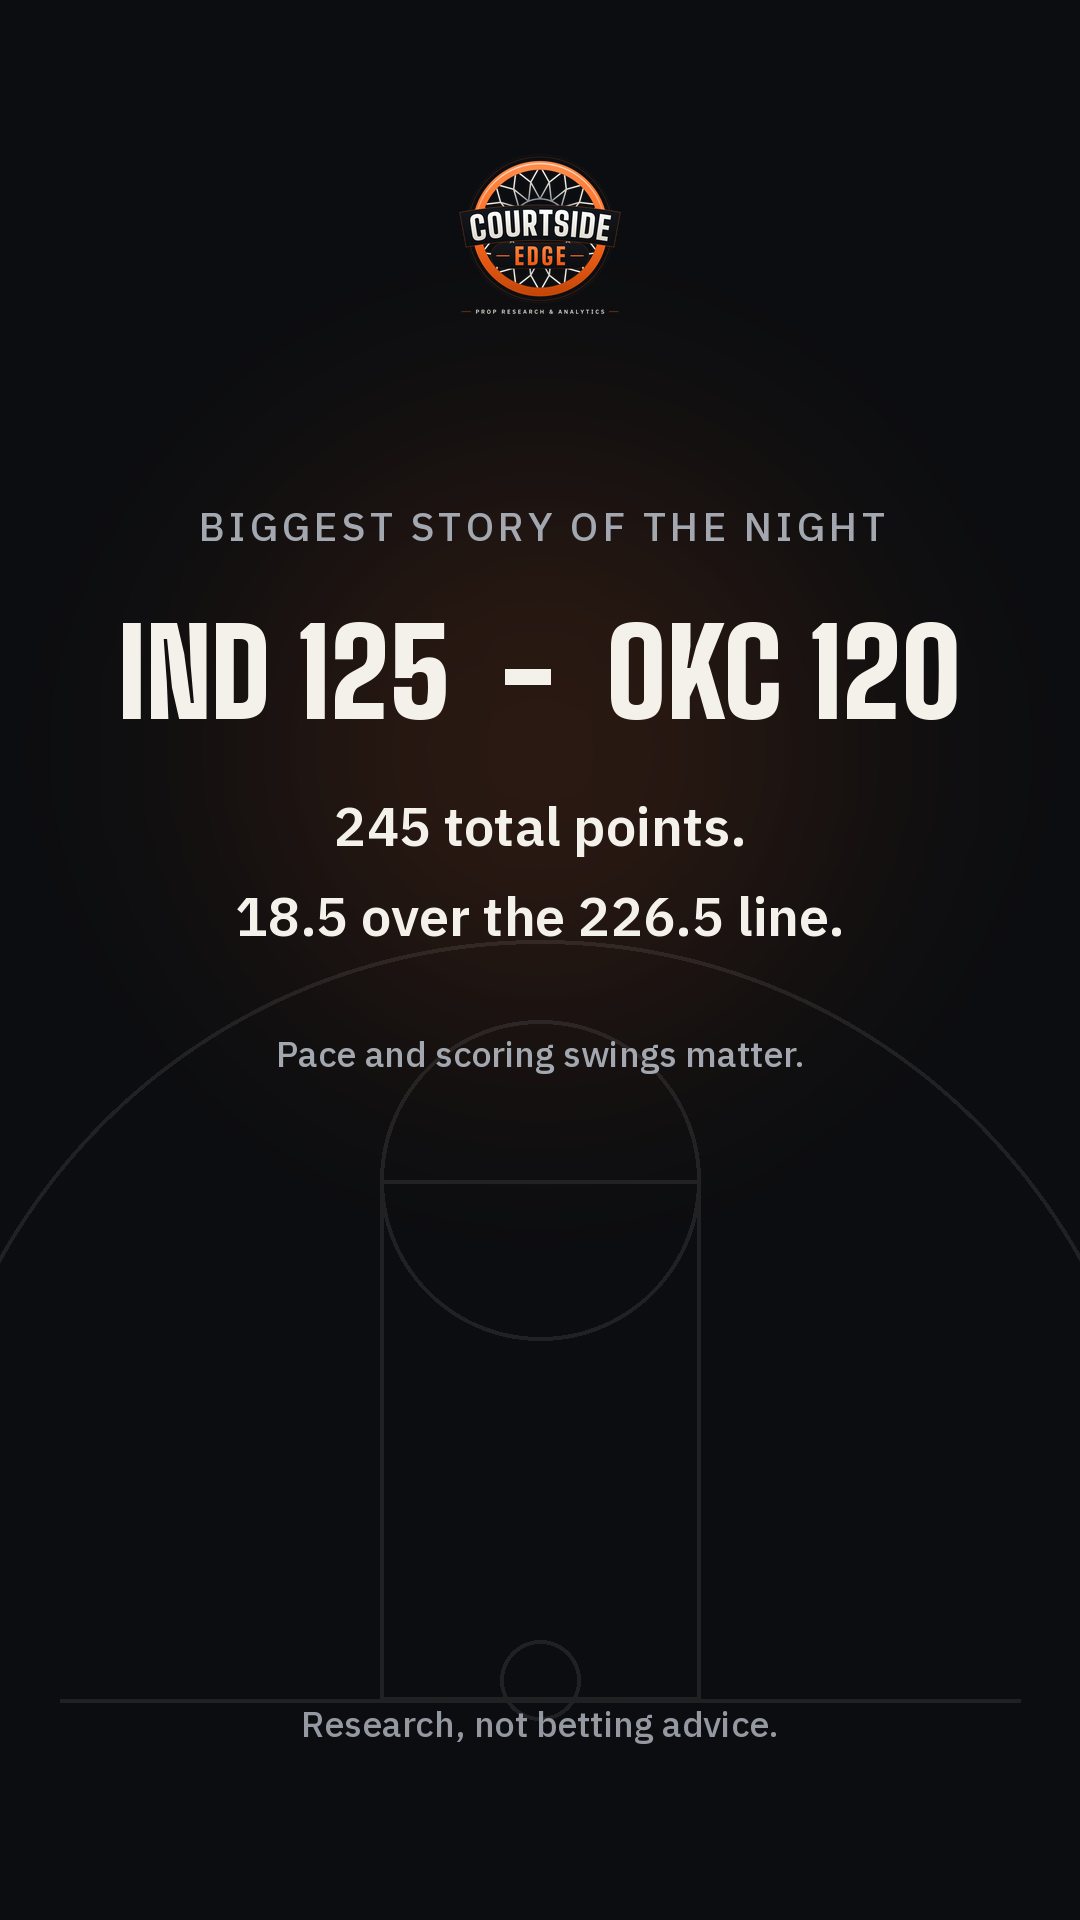 COURTSIDE
EDGE
PROP RESEARCH & ANALYTICS
BIGGEST STORY OF THE NIGHT
IND 125 – OKC 120
245 total points.
18.5 over the 226.5 line.
Pace and scoring swings matter.
Research, not betting advice.